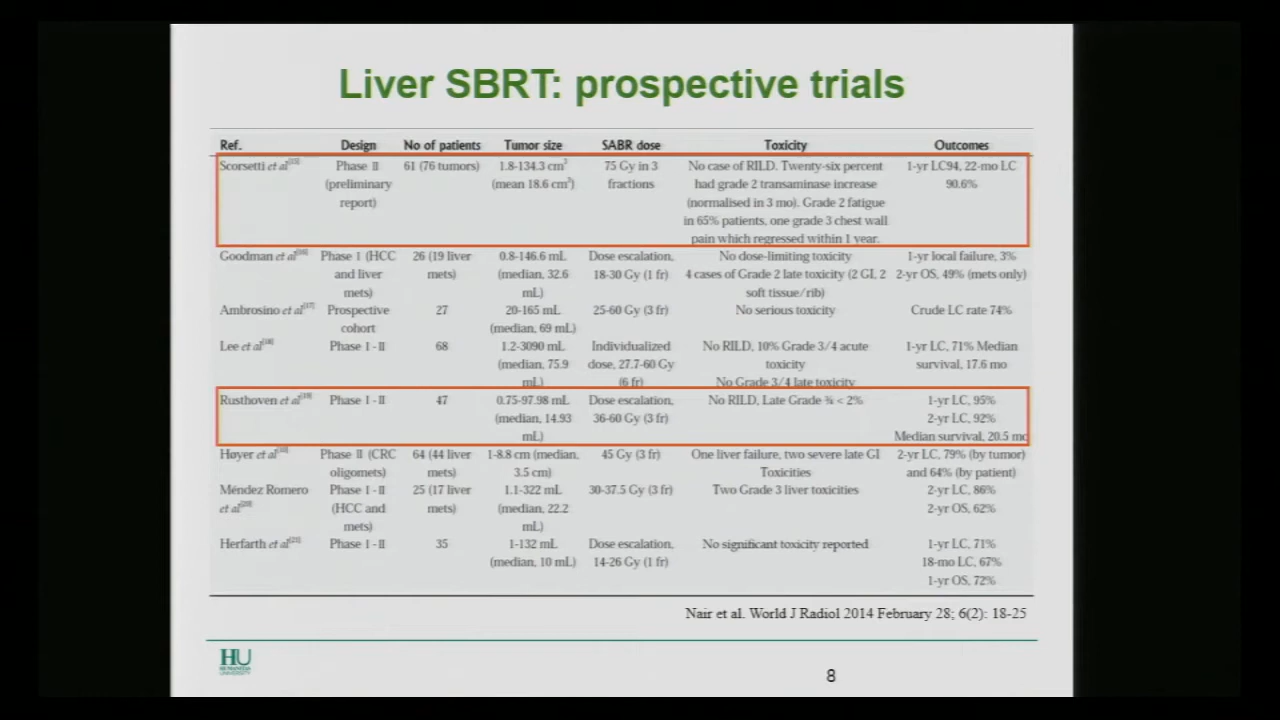 Liver SBRT: prospective trials
Ref. Design No of patients Tumor size SABR dose Toxicity Outcomes
Scorsetti et al[15] Phase II 61 (76 tumors) 1.8-134.3 cm³ 75 Gy in 3 No case of RILD. Twenty-six percent 1-yr LC94, 22-mo LC
(preliminary (mean 18.6 cm³) fractions had grade 2 transaminase increase 90.6%
report) (normalised in 3 mo). Grade 2 fatigue
in 65% patients, one grade 3 chest wall
pain which regressed within 1 year.
Goodman et al[16] Phase I (HCC 26 (19 liver 0.8-146.6 mL Dose escalation, No dose-limiting toxicity 1-yr local failure, 3%
and liver mets) (median, 32.6 18-30 Gy (1 fr) 4 cases of Grade 2 late toxicity (2 GI, 2 2-yr OS, 49% (mets only)
mets) mL) soft tissue/rib)
Ambrosino et al[17] Prospective 27 20-165 mL 25-60 Gy (3 fr) No serious toxicity Crude LC rate 74%
cohort (median, 69 mL)
Lee et al[18] Phase I-II 68 1.2-3090 mL Individualized No RILD, 10% Grade 3/4 acute 1-yr LC, 71% Median
(median, 75.9 dose, 27.7-60 Gy toxicity survival, 17.6 mo
mL) (6 fr) No Grade 3/4 late toxicity
Rusthoven et al[19] Phase I-II 47 0.75-97.98 mL Dose escalation, No RILD, Late Grade ¾ < 2% 1-yr LC, 95%
(median, 14.93 36-60 Gy (3 fr) 2-yr LC, 92%
mL) Median survival, 20.5 mo
Høyer et al Phase II (CRC 64 (44 liver 1-8.8 cm (median, 45 Gy (3 fr) One liver failure, two severe late GI 2-yr LC, 79% (by tumor)
oligomets) mets) 3.5 cm) Toxicities and 64% (by patient)
Méndez Romero Phase I-II 25 (17 liver 1.1-322 mL 30-37.5 Gy (3 fr) Two Grade 3 liver toxicities 2-yr LC, 86%
et al[20] (HCC and mets) (median, 22.2 2-yr OS, 62%
mets) mL)
Herfarth et al[21] Phase I-II 35 1-132 mL Dose escalation, No significant toxicity reported 1-yr LC, 71%
(median, 10 mL) 14-26 Gy (1 fr) 18-mo LC, 67%
1-yr OS, 72%
Nair et al. World J Radiol 2014 February 28; 6(2): 18-25
HU
HUMANITAS
UNIVERSITY
8